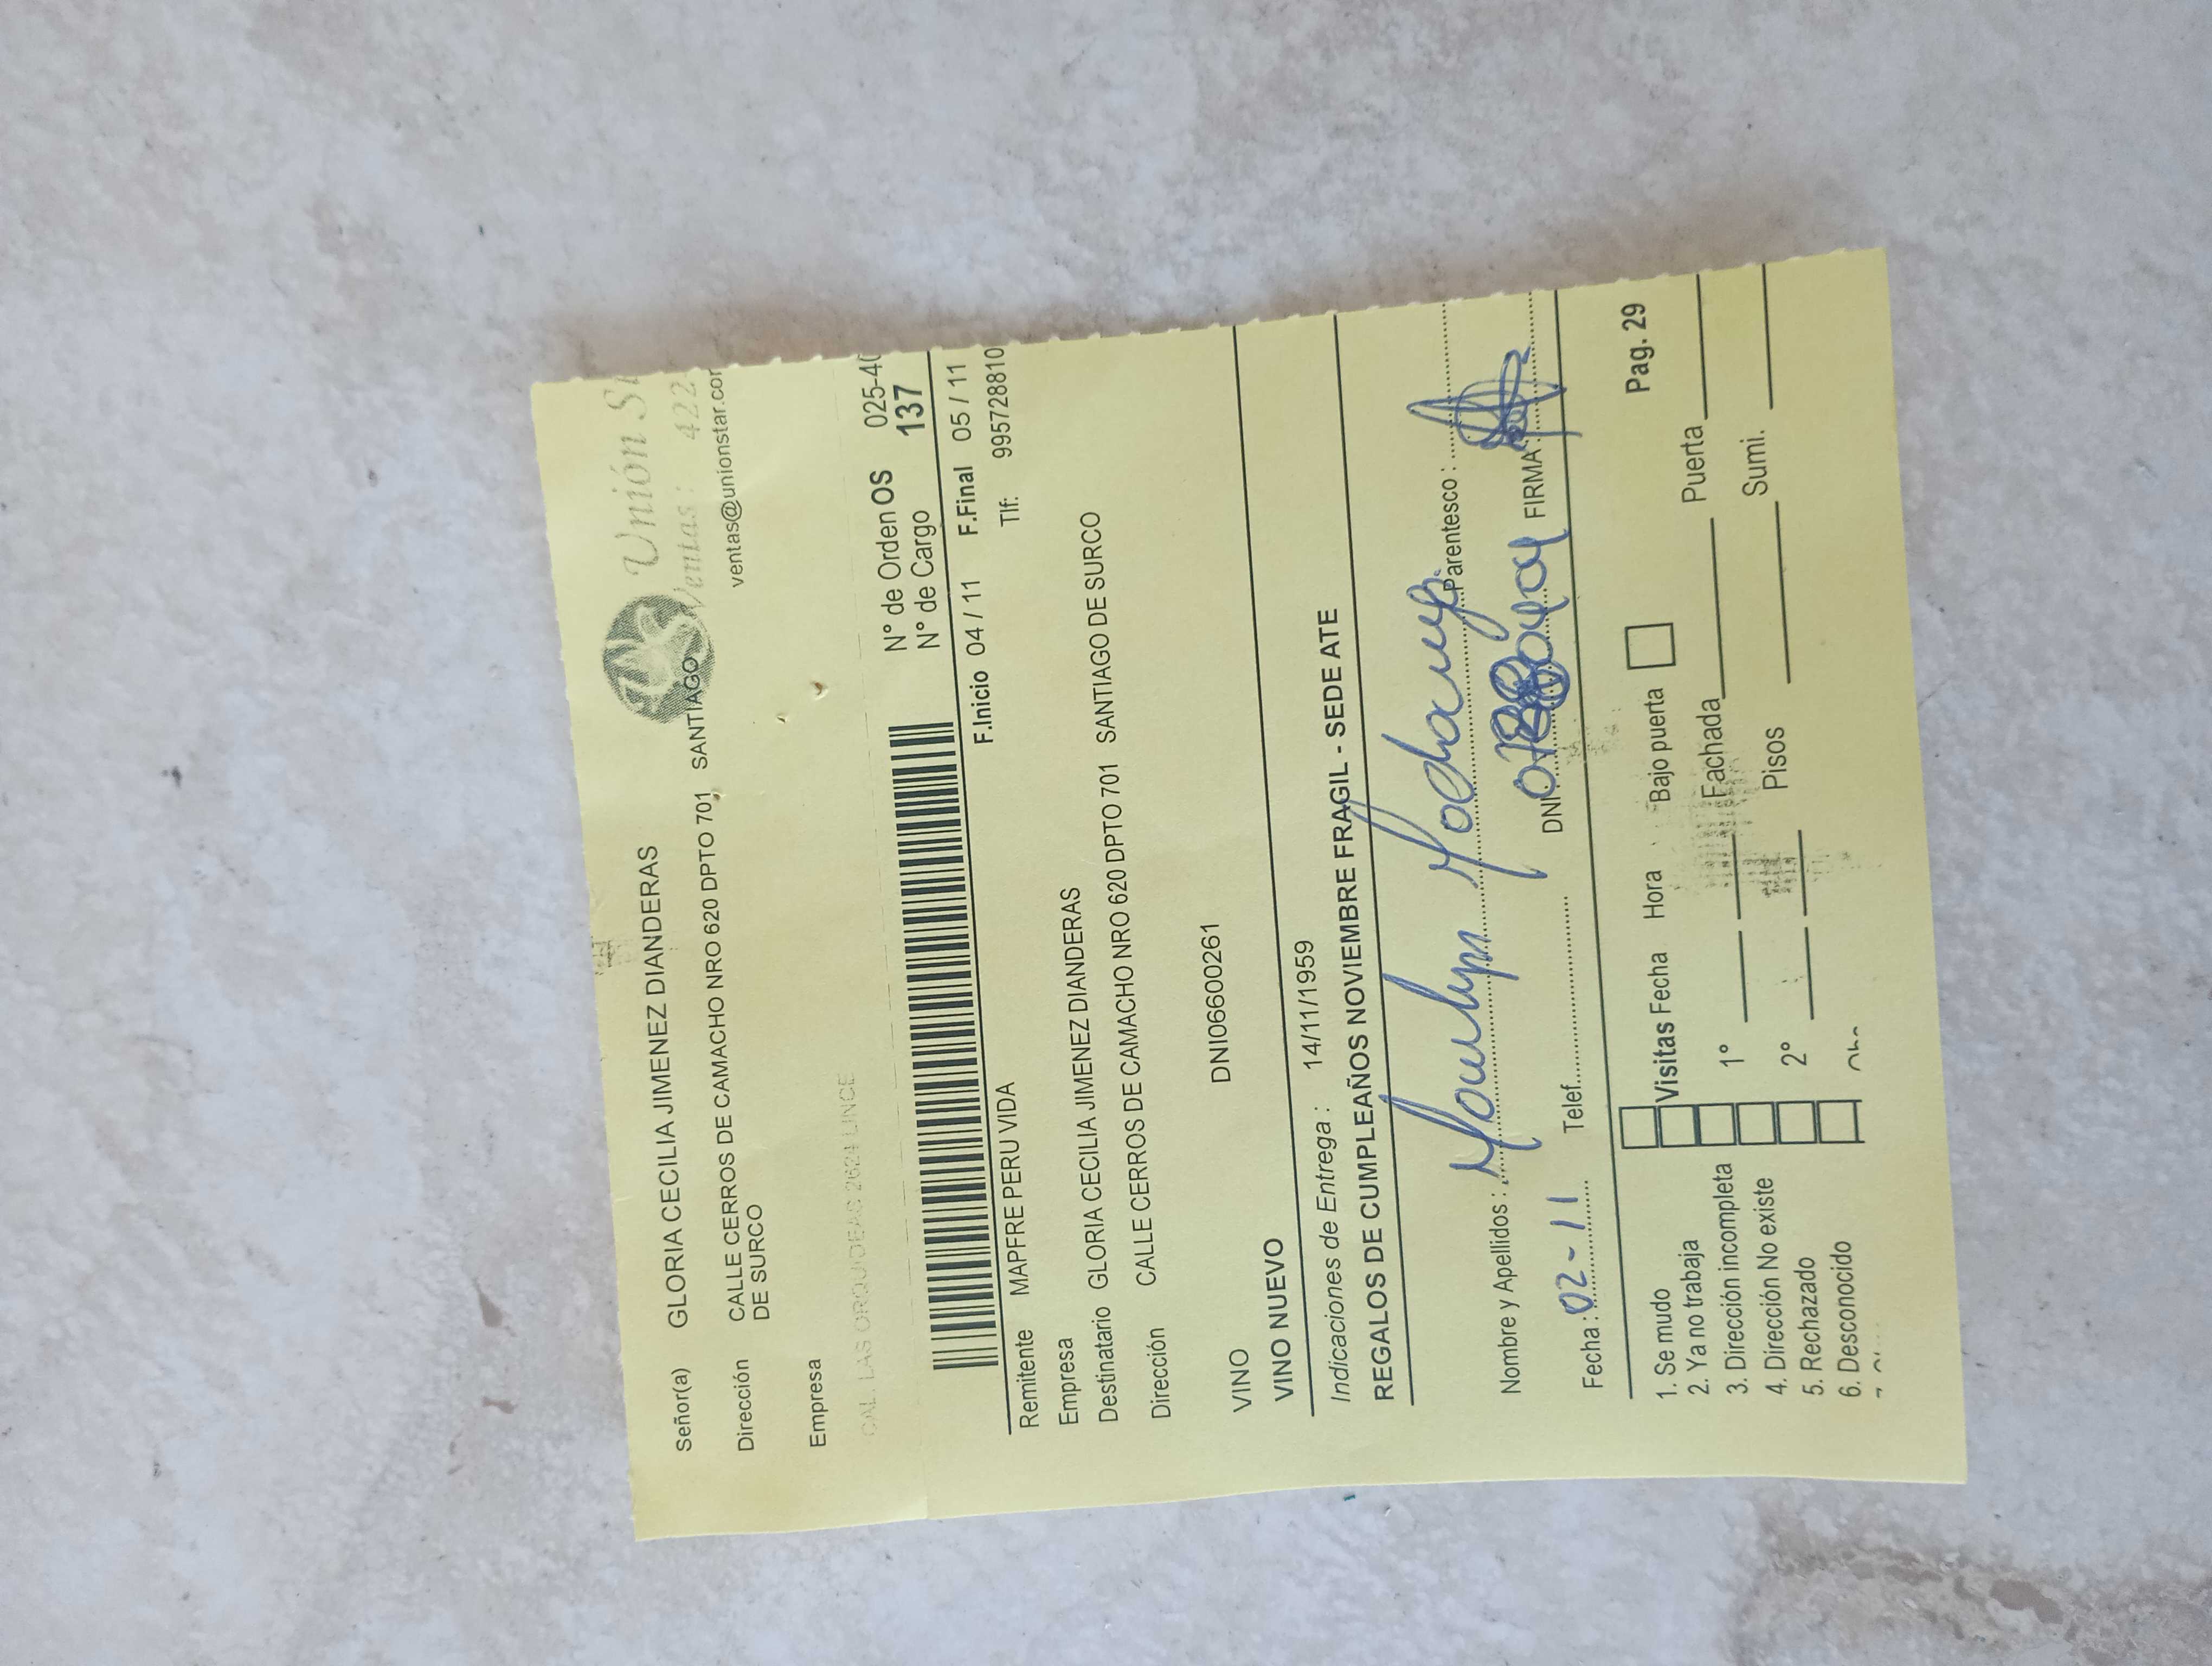 Señor(a) GLORIA CECILIA JIMENEZ DIANDERAS
Unión
Ventas: 422
Dirección CALLE CERROS DE CAMACHO NRO 620 DPTO 701 SANTIAGO
DE SURCO
ventas@unionstar.com
Empresa
CAL. LAS ORQUIDEAS 2624 LINCE
N° de Orden OS 025-40
N° de Cargo 137
F.Inicio 04 / 11 F.Final 05 / 11
Remitente MAPFRE PERU VIDA Tlf: 995728810
Empresa
Destinatario GLORIA CECILIA JIMENEZ DIANDERAS
Dirección CALLE CERROS DE CAMACHO NRO 620 DPTO 701 SANTIAGO DE SURCO
DNI06600261
VINO
VINO NUEVO
Indicaciones de Entrega : 14/11/1959
REGALOS DE CUMPLEAÑOS NOVIEMBRE FRAGIL - SEDE ATE
Nombre y Apellidos : Parentesco :
Fecha : 02-11 Telef. DNI FIRMA
Pag. 29
1. Se mudo Visitas Fecha Hora Bajo puerta
2. Ya no trabaja 1° Fachada Puerta
3. Dirección incompleta
4. Dirección No existe 2° Pisos Sumi.
5. Rechazado
6. Desconocido